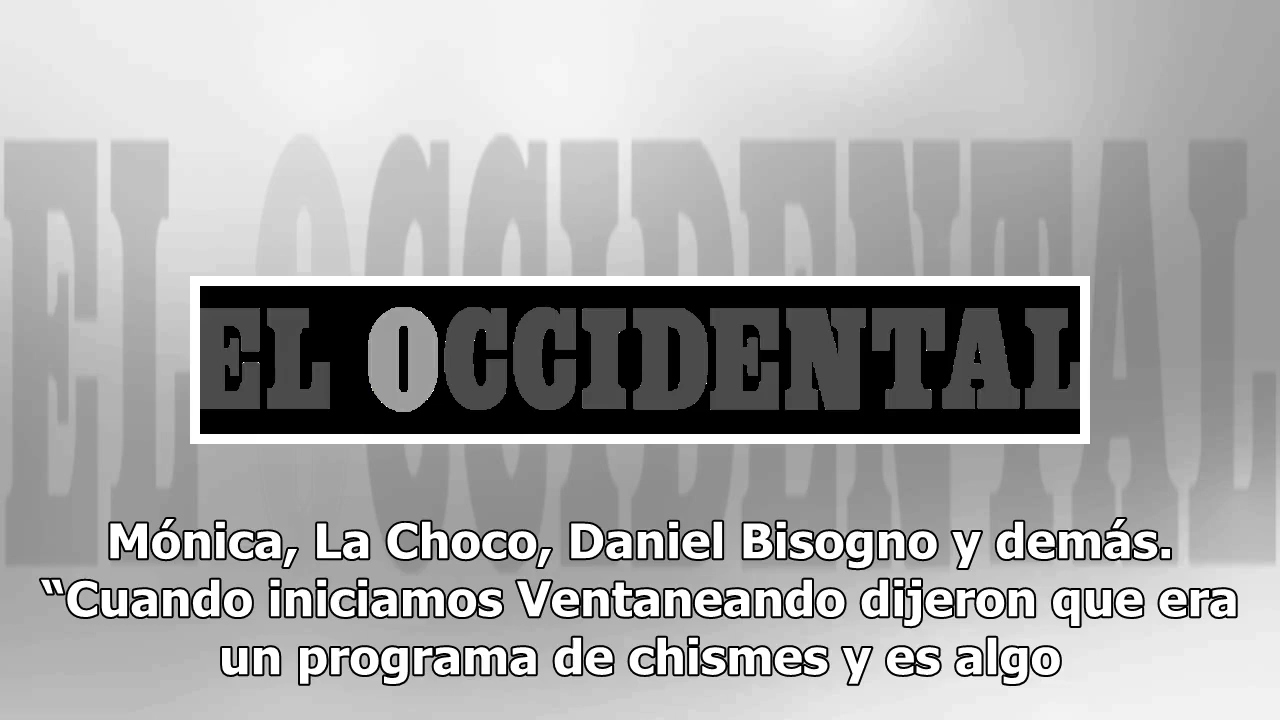 EL OCCIDENTAL
EL OCCIDENTAL
Mónica, La Choco, Daniel Bisogno y demás.
“Cuando iniciamos Ventaneando dijeron que era
un programa de chismes y es algo